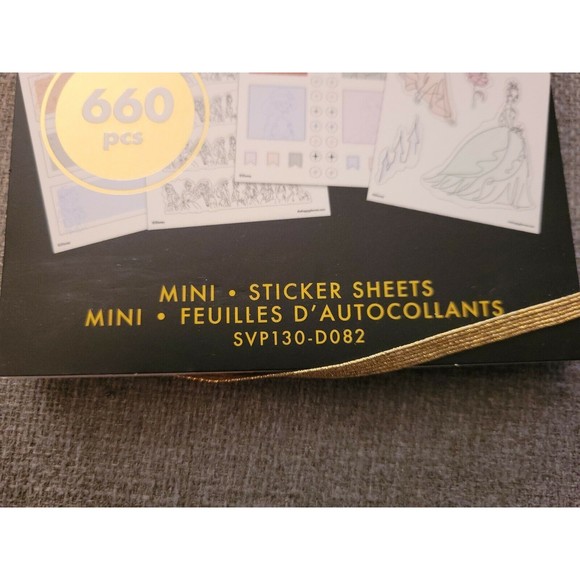 660
pcs
MINI • STICKER SHEETS
MINI • FEUILLES D'AUTOCOLLANTS
SVP130-D082